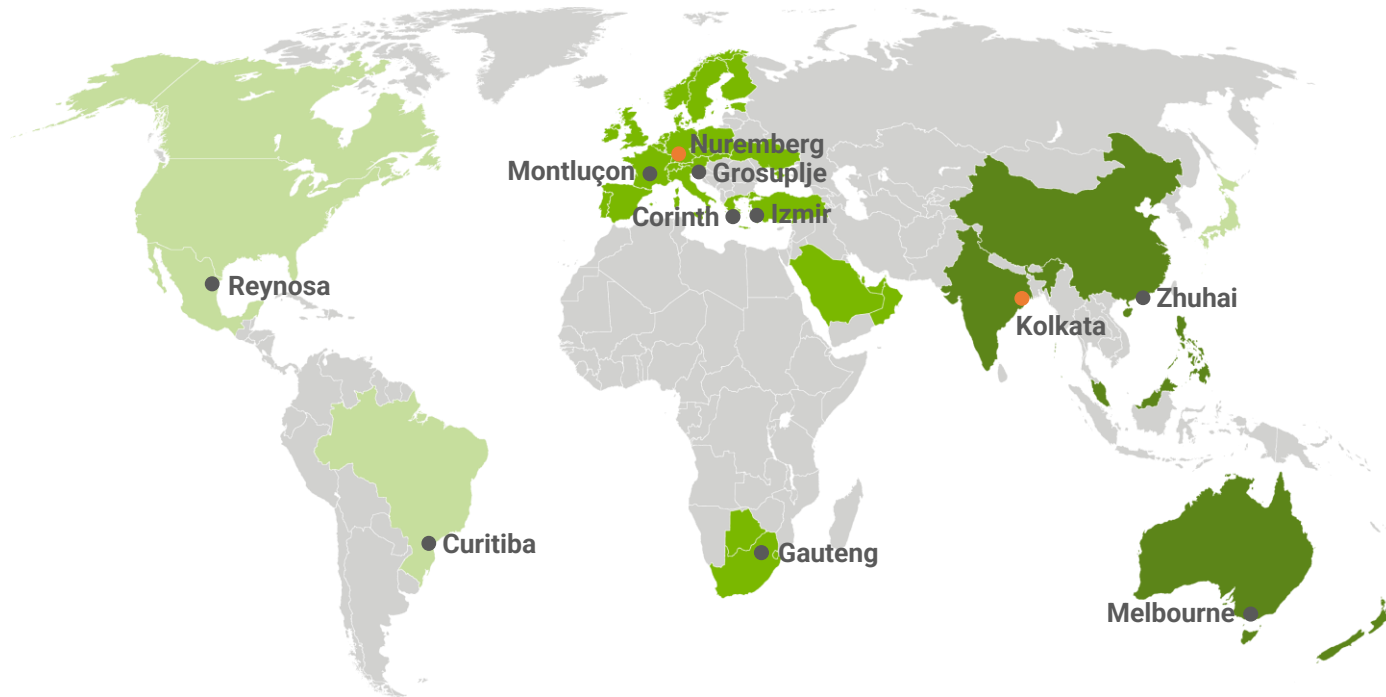 Nuremberg
Montluçon
Grosuplje
Corinth
Izmir
Reynosa
Zhuhai
Kolkata
Curitiba
Gauteng
Melbourne